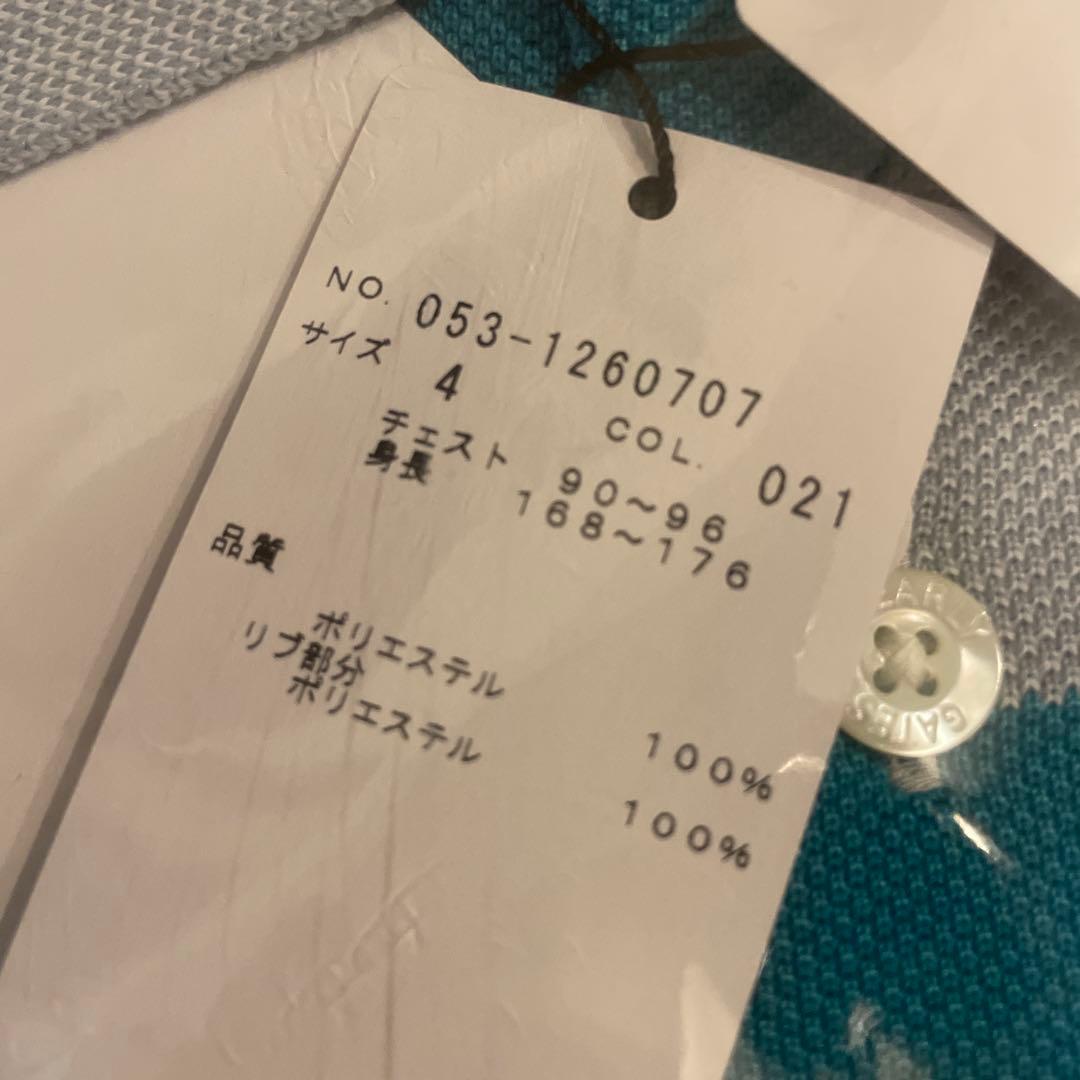 NO. 053-1260707
サイズ 4 COL. 021
チェスト 90～96
身長 168～176
品質
ポリエステル 100%
リブ部分
ポリエステル 100%
GATES